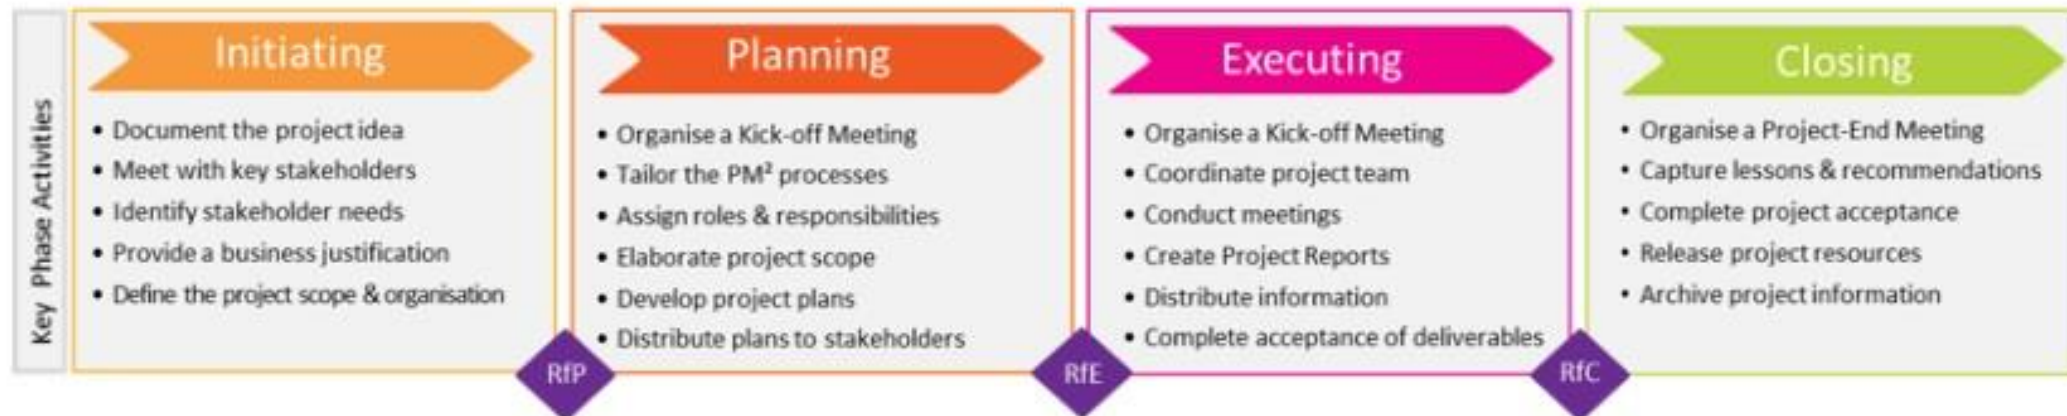 Key Phase Activities
Initiating
• Document the project idea
• Meet with key stakeholders
• Identify stakeholder needs
• Provide a business justification
• Define the project scope & organisation
RfP
Planning
• Organise a Kick-off Meeting
• Tailor the PM² processes
• Assign roles & responsibilities
• Elaborate project scope
• Develop project plans
• Distribute plans to stakeholders
RfE
Executing
• Organise a Kick-off Meeting
• Coordinate project team
• Conduct meetings
• Create Project Reports
• Distribute information
• Complete acceptance of deliverables
RfC
Closing
• Organise a Project-End Meeting
• Capture lessons & recommendations
• Complete project acceptance
• Release project resources
• Archive project information